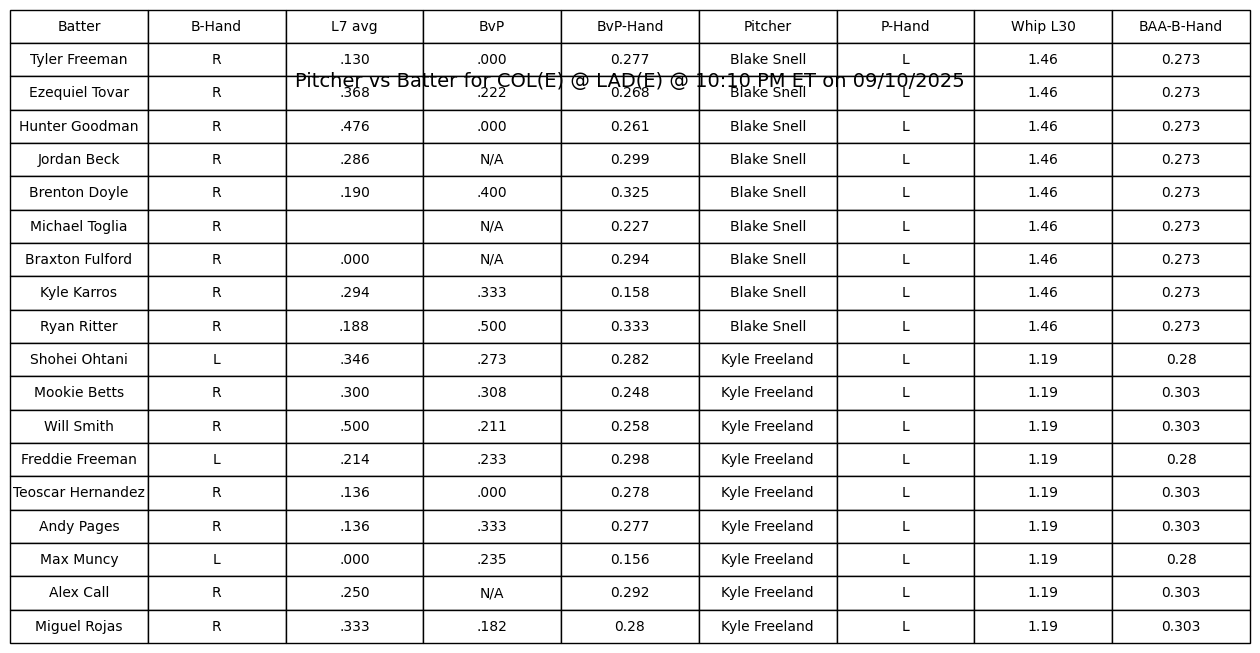 Batter B-Hand L7 avg BvP BvP-Hand Pitcher P-Hand Whip L30 BAA-B-Hand
Tyler Freeman R .130 .000 0.277 Blake Snell L 1.46 0.273
Pitcher vs Batter for COL(E) @ LAD(E) @ 10:10 PM ET on 09/10/2025
Ezequiel Tovar R .368 .222 0.268 Blake Snell L 1.46 0.273
Hunter Goodman R .476 .000 0.261 Blake Snell L 1.46 0.273
Jordan Beck R .286 N/A 0.299 Blake Snell L 1.46 0.273
Brenton Doyle R .190 .400 0.325 Blake Snell L 1.46 0.273
Michael Toglia R N/A 0.227 Blake Snell L 1.46 0.273
Braxton Fulford R .000 N/A 0.294 Blake Snell L 1.46 0.273
Kyle Karros R .294 .333 0.158 Blake Snell L 1.46 0.273
Ryan Ritter R .188 .500 0.333 Blake Snell L 1.46 0.273
Shohei Ohtani L .346 .273 0.282 Kyle Freeland L 1.19 0.28
Mookie Betts R .300 .308 0.248 Kyle Freeland L 1.19 0.303
Will Smith R .500 .211 0.258 Kyle Freeland L 1.19 0.303
Freddie Freeman L .214 .233 0.298 Kyle Freeland L 1.19 0.28
Teoscar Hernandez R .136 .000 0.278 Kyle Freeland L 1.19 0.303
Andy Pages R .136 .333 0.277 Kyle Freeland L 1.19 0.303
Max Muncy L .000 .235 0.156 Kyle Freeland L 1.19 0.28
Alex Call R .250 N/A 0.292 Kyle Freeland L 1.19 0.303
Miguel Rojas R .333 .182 0.28 Kyle Freeland L 1.19 0.303